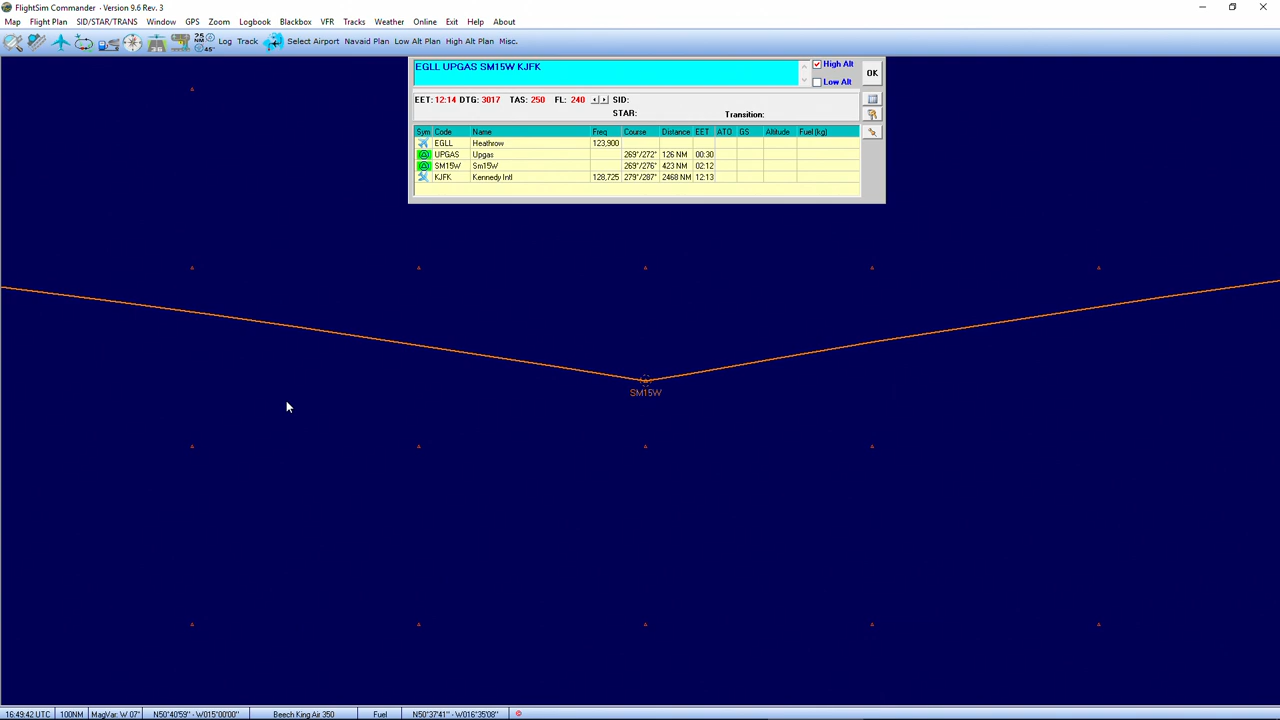 FlightSim Commander - Version 9.6 Rev. 3
Map Flight Plan SID/STAR/TRANS Window GPS Zoom Logbook Blackbox VFR Tracks Weather Online Exit Help About
25 NM 45° Log Track Select Airport Navaid Plan Low Alt Plan High Alt Plan Misc.
EGLL UPGAS SM15W KJFK
High Alt
OK
Low Alt
EET: 12:14 DTG: 3017 TAS: 250 FL: 240 SID:
STAR: Transition:
Sym Code Name Freq Course Distance EET ATO GS Altitude Fuel (kg)
EGLL Heathrow 123,900
UPGAS Upgas 269°/272° 126 NM 00:30
SM15W Sm15W 269°/276° 423 NM 02:12
KJFK Kennedy Intl 128,725 279°/287° 2468 NM 12:13
SM15W
16:49:42 UTC 100NM MagVar: W 07° N50°40'59" - W015°00'00" Beech King Air 350 Fuel N50°37'41" - W016°35'08"